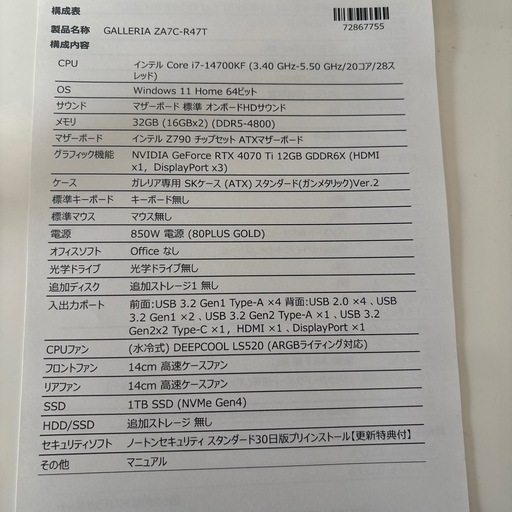 構成表
72867755
製品名称 GALLERIA ZA7C-R47T
構成内容
CPU インテル Core i7-14700KF (3.40 GHz-5.50 GHz/20コア/28ス
レッド)
OS Windows 11 Home 64ビット
サウンド マザーボード 標準 オンボードHDサウンド
メモリ 32GB (16GBx2) (DDR5-4800)
マザーボード インテル Z790 チップセット ATXマザーボード
グラフィック機能 NVIDIA GeForce RTX 4070 Ti 12GB GDDR6X (HDMI
x1, DisplayPort x3)
ケース ガレリア専用 SKケース (ATX) スタンダード(ガンメタリック)Ver.2
標準キーボード キーボード無し
標準マウス マウス無し
電源 850W 電源 (80PLUS GOLD)
オフィスソフト Office なし
光学ドライブ 光学ドライブ無し
追加ディスク 追加ストレージ1 無し
入出力ポート 前面:USB 3.2 Gen1 Type-A ×4 背面:USB 2.0 ×4 、USB
3.2 Gen1 ×2 、USB 3.2 Gen2 Type-A ×1 、USB 3.2
Gen2x2 Type-C ×1, HDMI ×1 、DisplayPort ×1
CPUファン (水冷式) DEEPCOOL LS520 (ARGBライティング対応)
フロントファン 14cm 高速ケースファン
リアファン 14cm 高速ケースファン
SSD 1TB SSD (NVMe Gen4)
HDD/SSD 追加ストレージ 無し
セキュリティソフト ノートンセキュリティ スタンダード30日版プリインストール【更新特典付】
その他 マニュアル